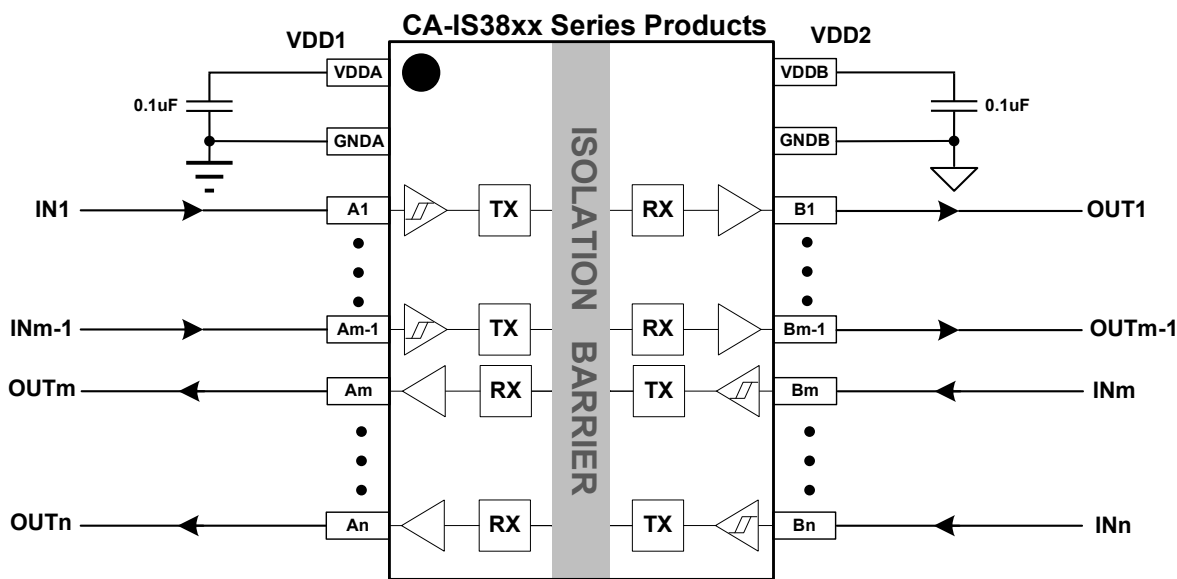 CA-IS38xx Series Products
VDD1
VDD2
VDDA
VDDB
0.1uF
0.1uF
GNDA
GNDB
ISOLATION BARRIER
IN1
A1
TX
RX
B1
OUT1
INm-1
Am-1
TX
RX
Bm-1
OUTm-1
OUTm
Am
RX
TX
Bm
INm
OUTn
An
RX
TX
Bn
INn